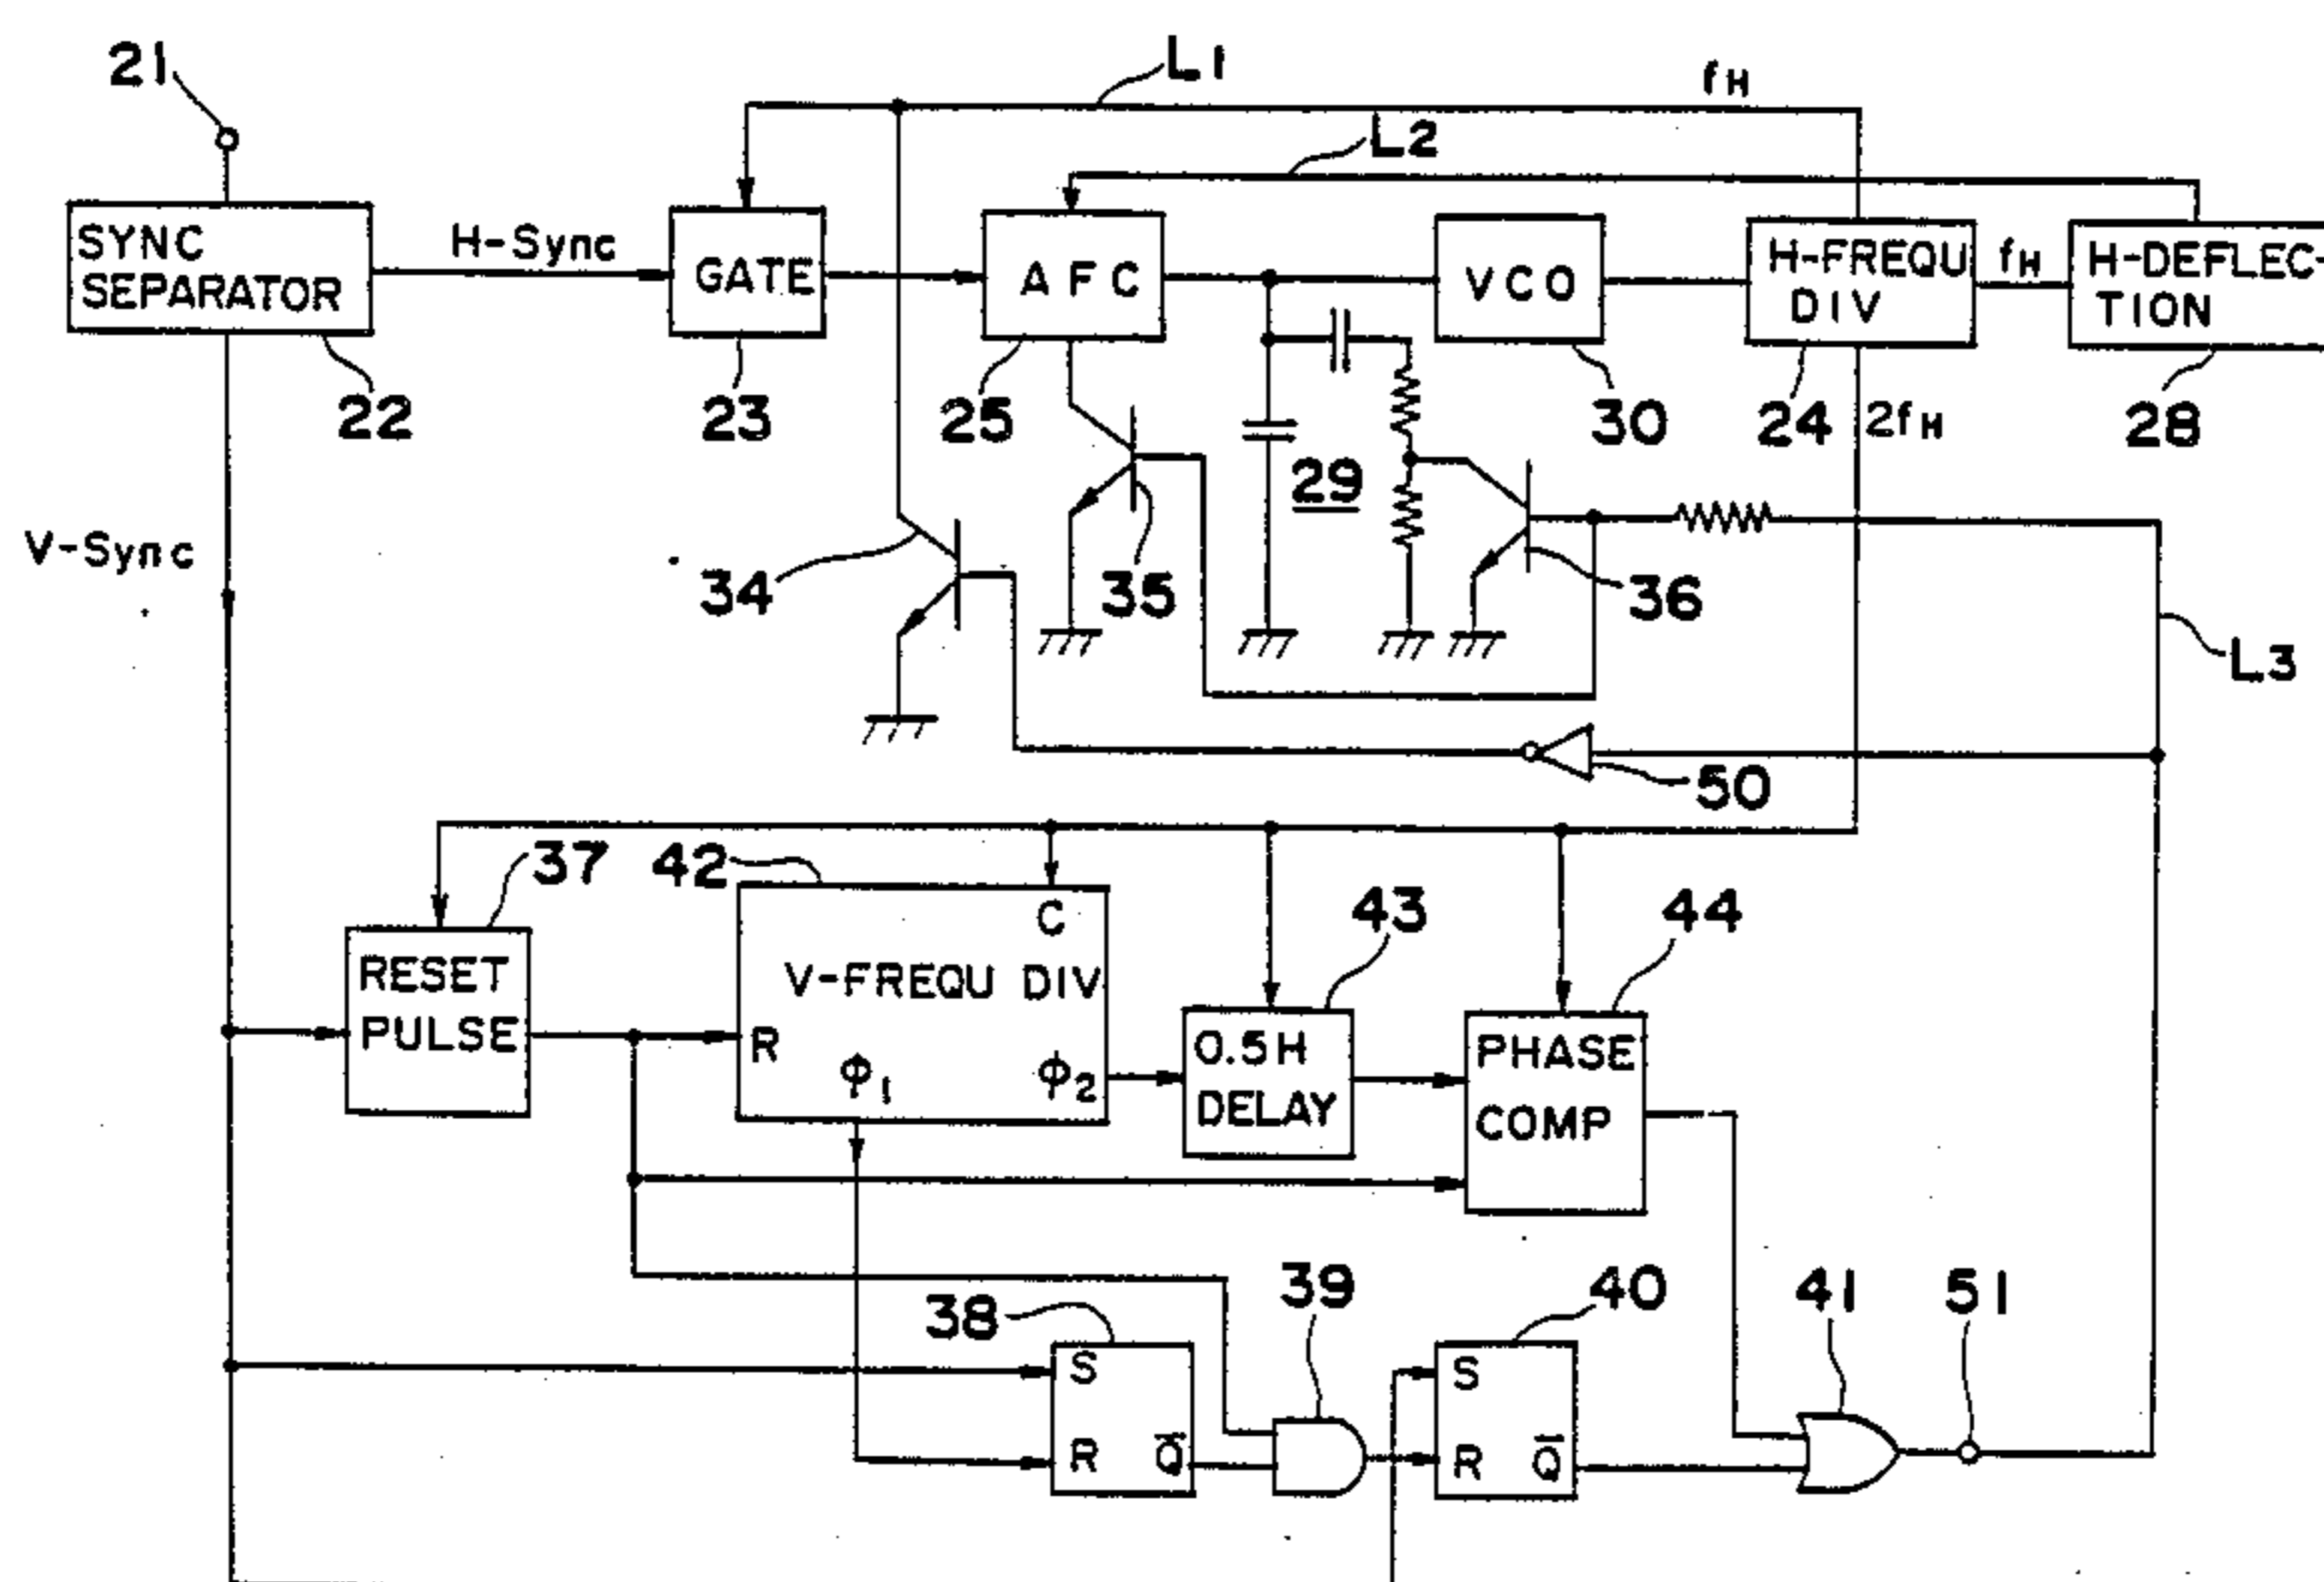 21
L1
fH
L2
SYNC
SEPARATOR
H-Sync
GATE
AFC
VCO
H-FREQU
DIV
fH
H-DEFLEC-
TION
22
23
25
29
30
24
2fH
28
V-Sync
34
35
36
L3
50
37
42
43
44
RESET
PULSE
C
V-FREQU DIV
R
ϕ1
ϕ2
0.5H
DELAY
PHASE
COMP
38
39
40
41
51
S
R
Q̅
S
R
Q̅